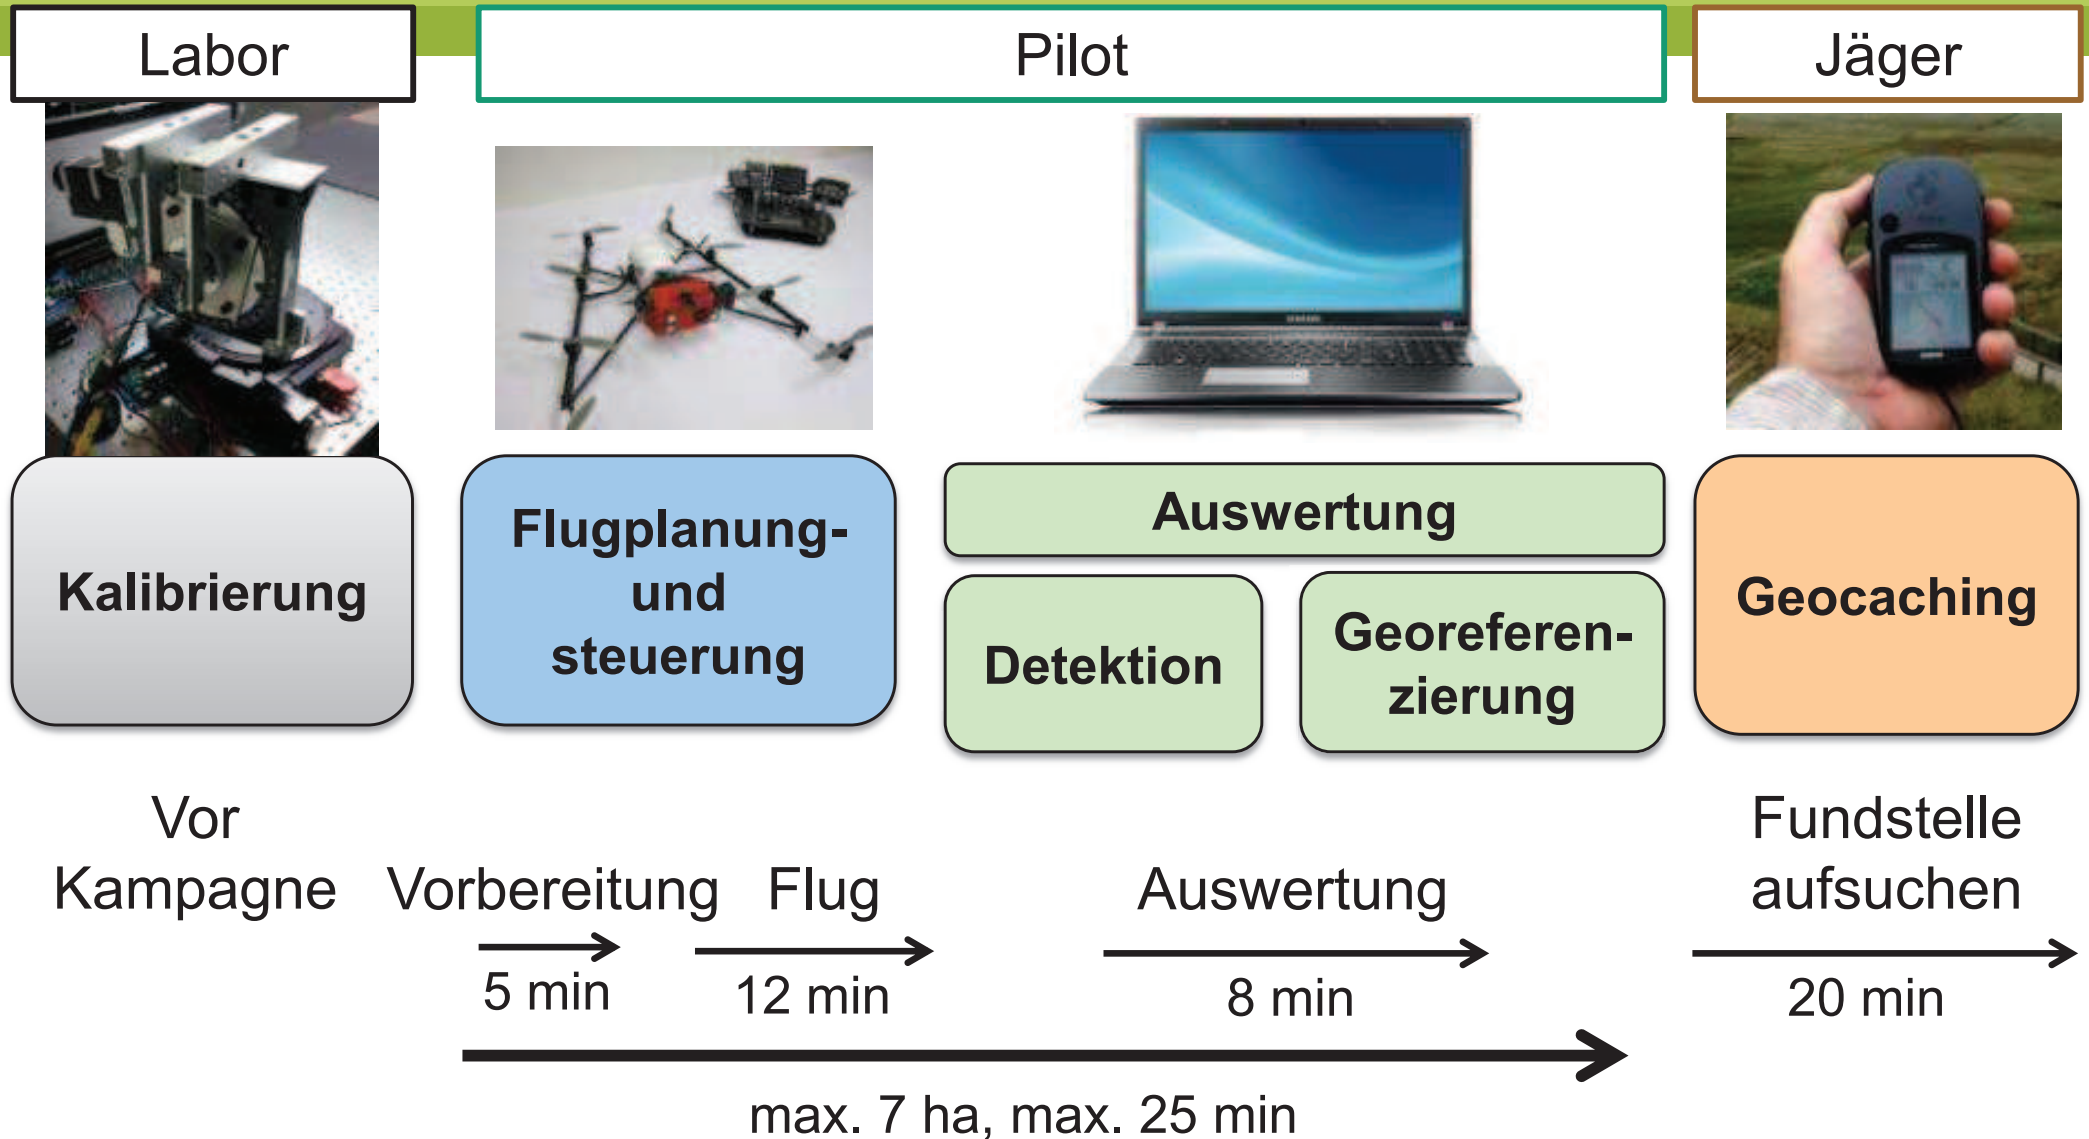 Labor
Pilot
Jäger
Kalibrierung
Flugplanung-
und
steuerung
Auswertung
Detektion
Georeferen-
zierung
Geocaching
Vor
Kampagne
Vorbereitung
5 min
Flug
12 min
Auswertung
8 min
Fundstelle
aufsuchen
20 min
max. 7 ha, max. 25 min